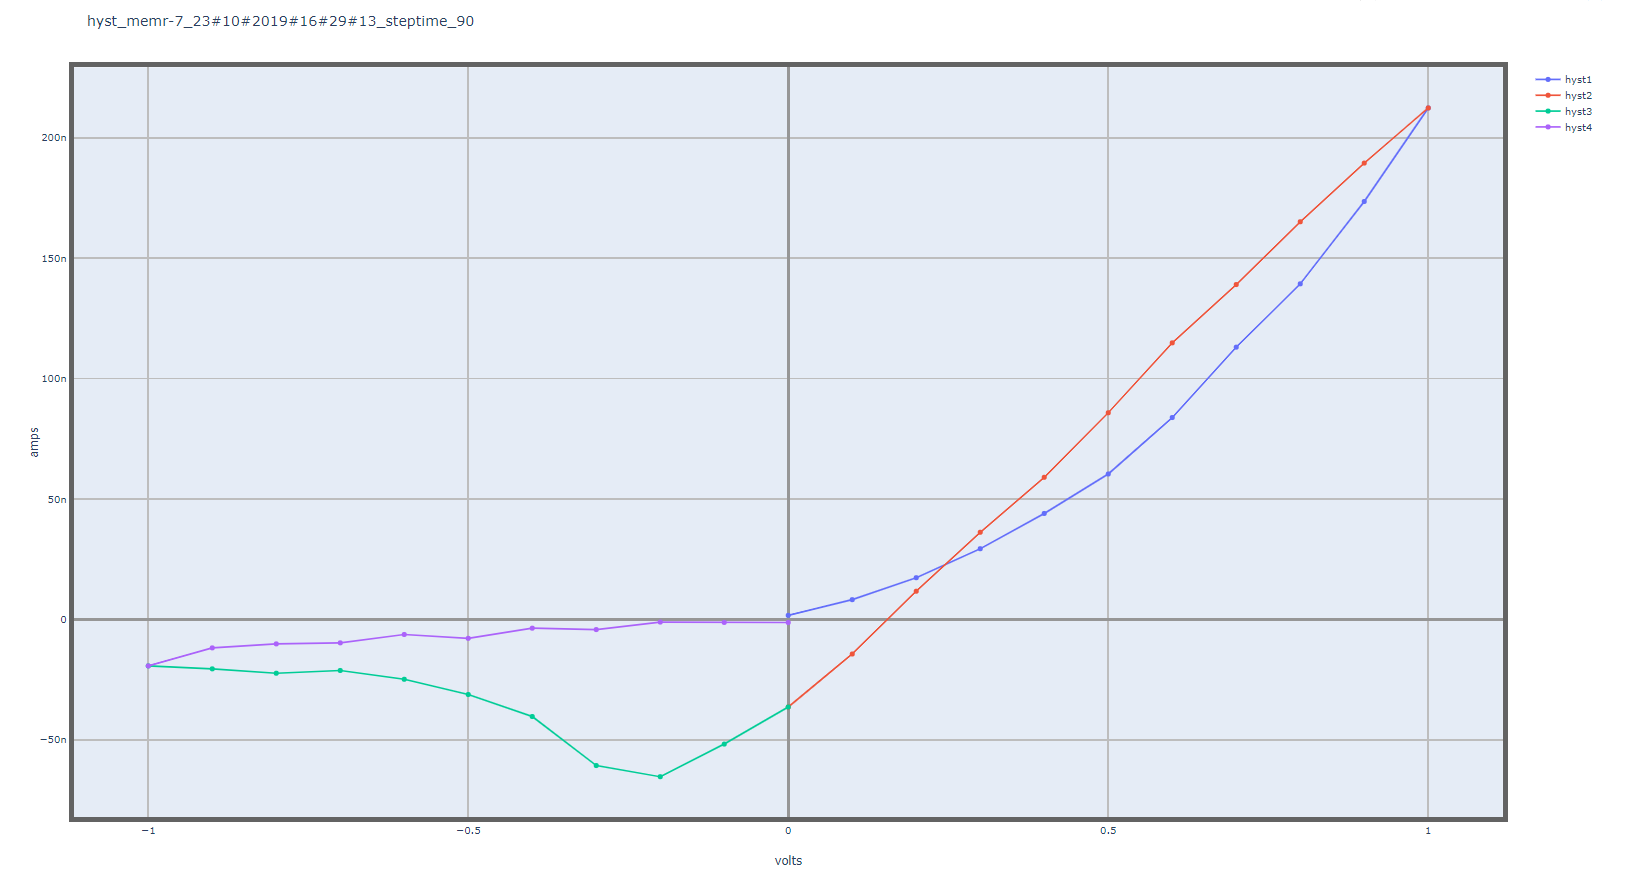 hyst_memr-7_23#10#2019#16#29#13_steptime_90
hyst1
hyst2
hyst3
hyst4
200n
150n
100n
50n
0
−50n
amps
−1
−0.5
0
0.5
1
volts